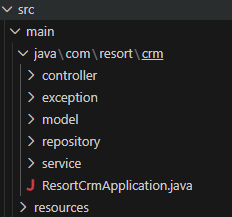 src
main
java\com\resort\crm
controller
exception
model
repository
service
J ResortCrmApplication.java
resources